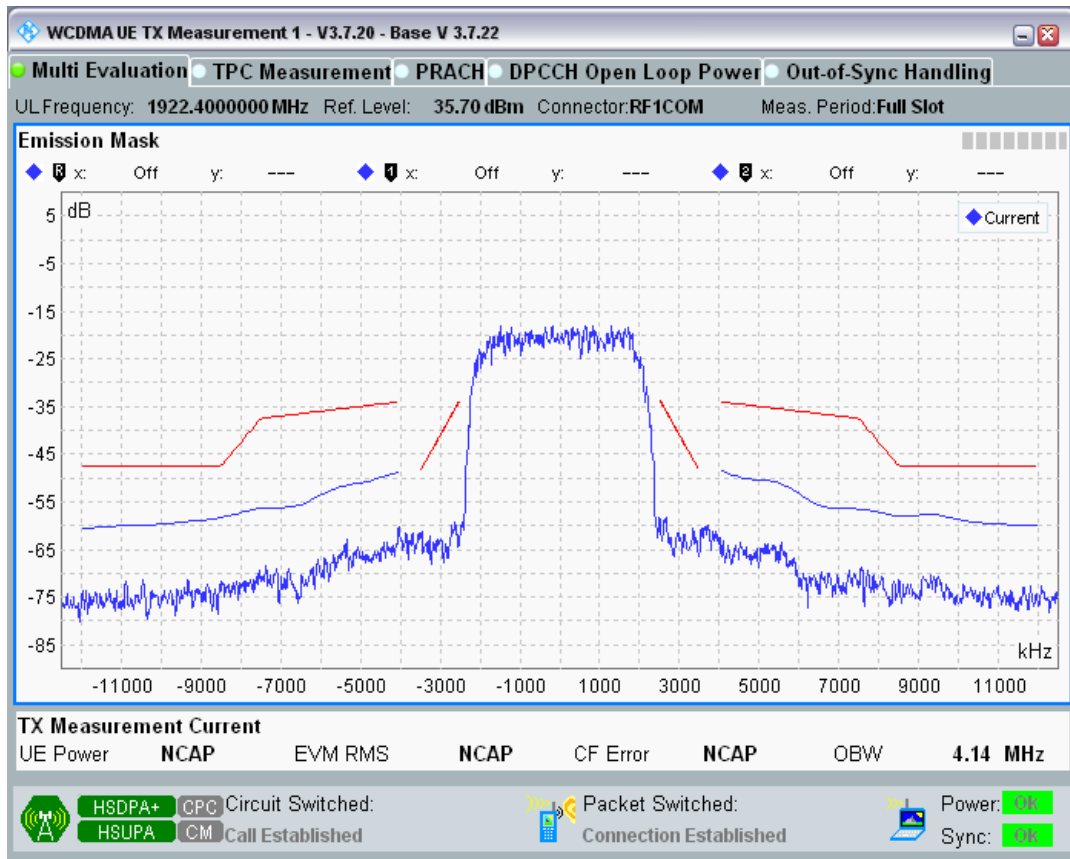 WCDMA UE TX Measurement 1 - V3.7.20 - Base V 3.7.22
Multi Evaluation TPC Measurement PRACH DPCCH Open Loop Power Out-of-Sync Handling
UL Frequency: 1922.4000000 MHz Ref. Level: 35.70 dBm Connector:RF1COM Meas. Period:Full Slot
Emission Mask
R x: Off y: --- 1 x: Off y: --- 2 x: Off y: ---
dB
Current
5
-5
-15
-25
-35
-45
-55
-65
-75
-85
kHz
-11000 -9000 -7000 -5000 -3000 -1000 1000 3000 5000 7000 9000 11000
TX Measurement Current
UE Power NCAP EVM RMS NCAP CF Error NCAP OBW 4.14 MHz
HSDPA+ CPC Circuit Switched: Packet Switched: Power: Ok
HSUPA CM Call Established Connection Established Sync: Ok